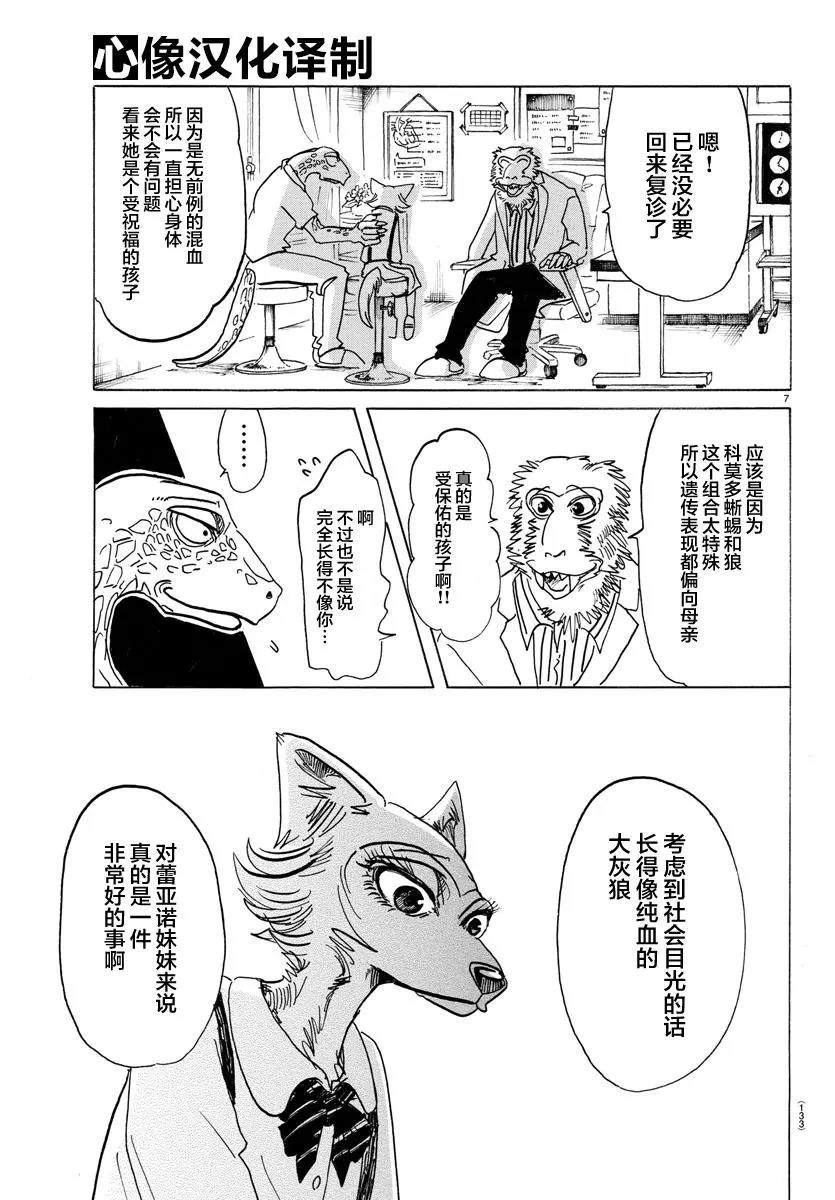 心像汉化译制
嗯！
已经没必要
回来复诊了
因为是无前例的混血
所以一直担心身体
会不会有问题
看来她是个受祝福的孩子
7
应该是因为
科莫多蜥蜴和狼
这个组合太特殊
所以遗传表现都偏向母亲
真的是
受保佑的孩子啊!!
啊
不过也不是说
完全长得不像你…
……
考虑到社会目光的话
长得像纯血的
大灰狼
对蕾亚诺妹妹来说
真的是一件
非常好的事啊
(133)